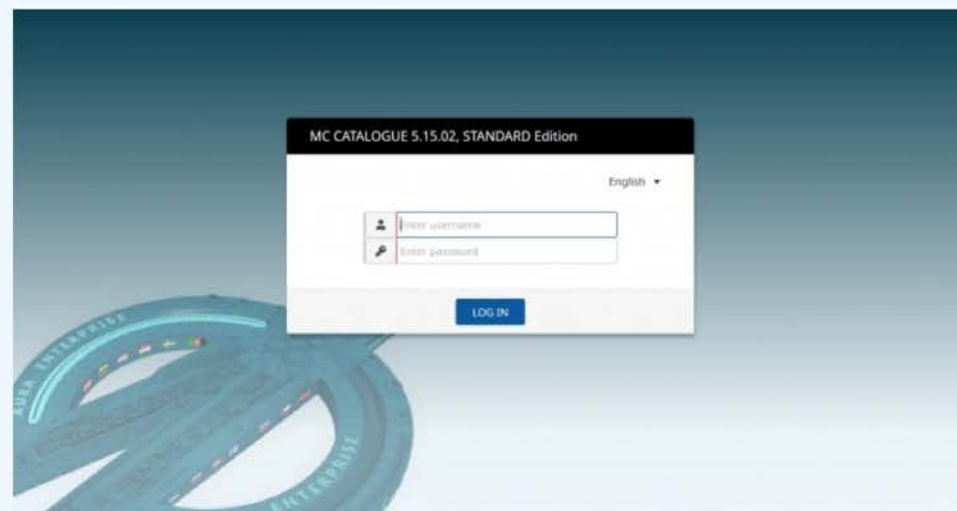 MC CATALOGUE 5.15.02, STANDARD Edition
English
Enter username
Enter password
LOG IN
AURA ENTERPRISE
ENTERPRISE